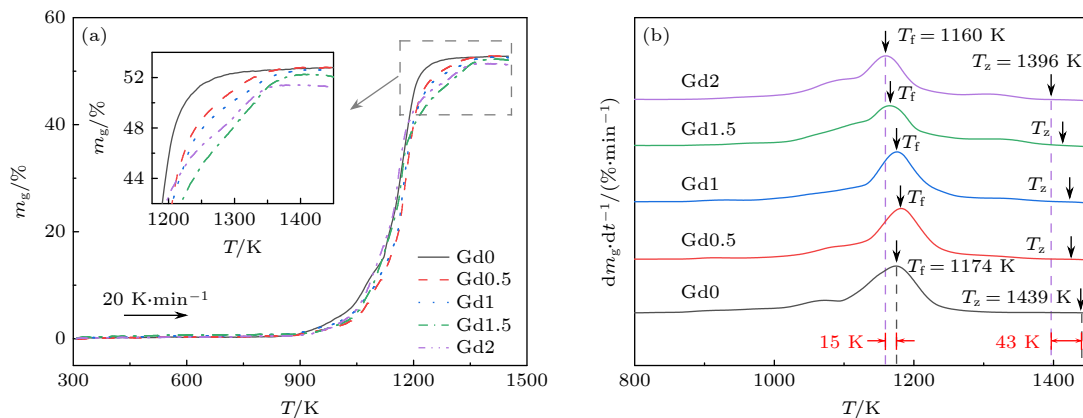 (a)
60
50
40
30
20
10
0
m_g/%
52
48
44
m_g/%
1200
1300
1400
T/K
20 K·min⁻¹
Gd0
Gd0.5
Gd1
Gd1.5
Gd2
300
600
900
1200
1500
T/K
(b)
T_f = 1160 K
T_z = 1396 K
Gd2
T_f
Gd1.5
T_z
T_f
Gd1
T_z
T_f
Gd0.5
T_z
T_f = 1174 K
Gd0
T_z = 1439 K
15 K
43 K
dm_g·dt⁻¹/(%·min⁻¹)
800
1000
1200
1400
T/K